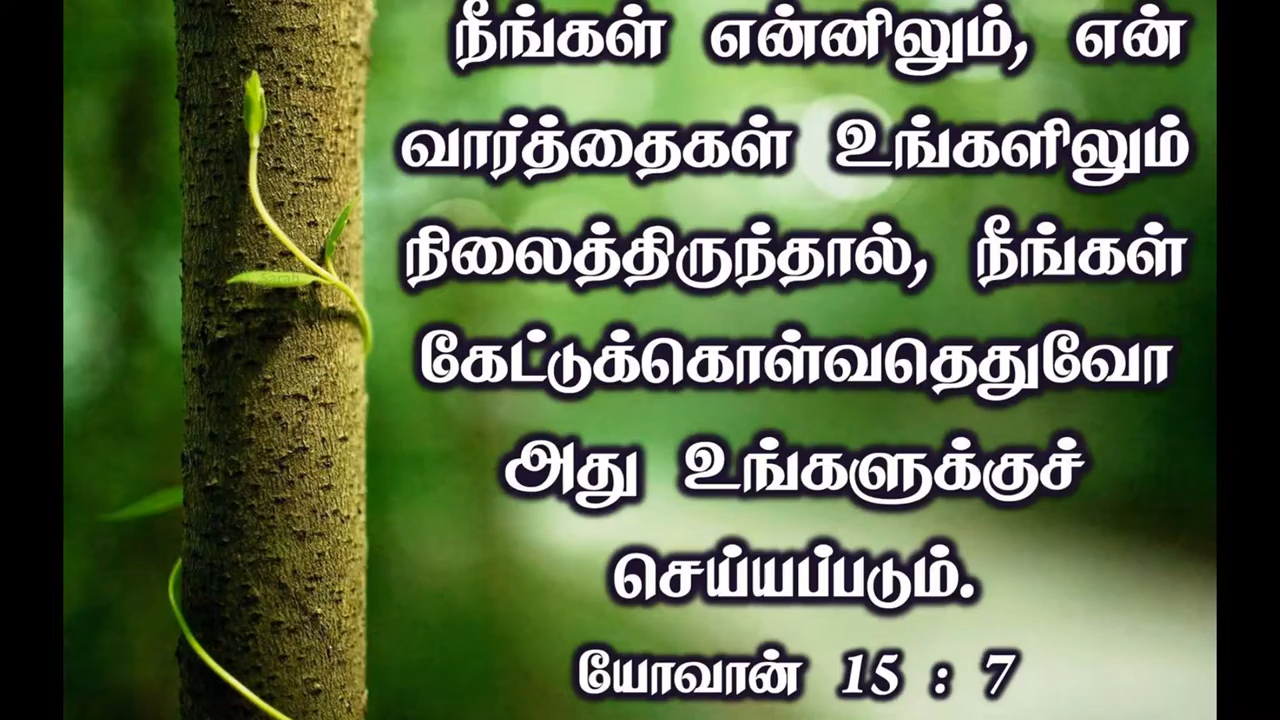 நீங்கள் என்னிலும், என்
வார்த்தைகள் உங்களிலும்
நிலைத்திருந்தால், நீங்கள்
கேட்டுக்கொள்வதெதுவோ
அது உங்களுக்குச்
செய்யப்படும்.
யோவான் 15 : 7